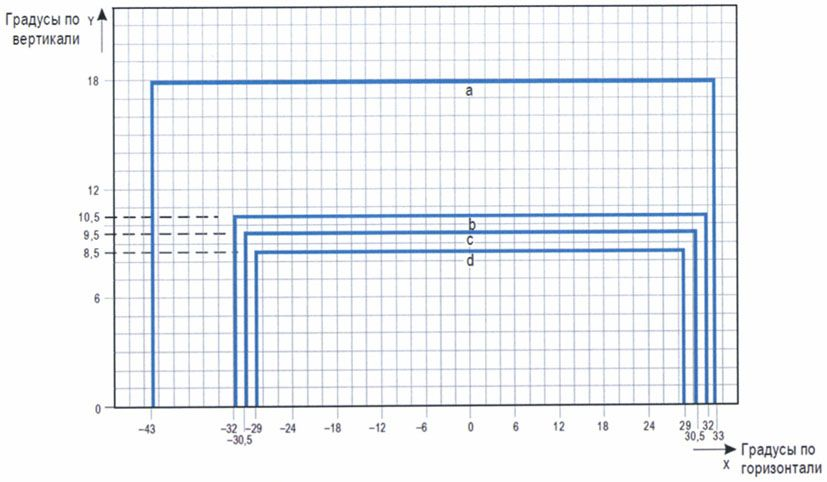 Градусы по
вертикали
Y
18
a
12
10,5
b
9,5
c
8,5
d
6
0
−43 −32 −29 −24 −18 −12 −6 0 6 12 18 24 29 32
−30,5 30,5 33
X
Градусы по
горизонтали